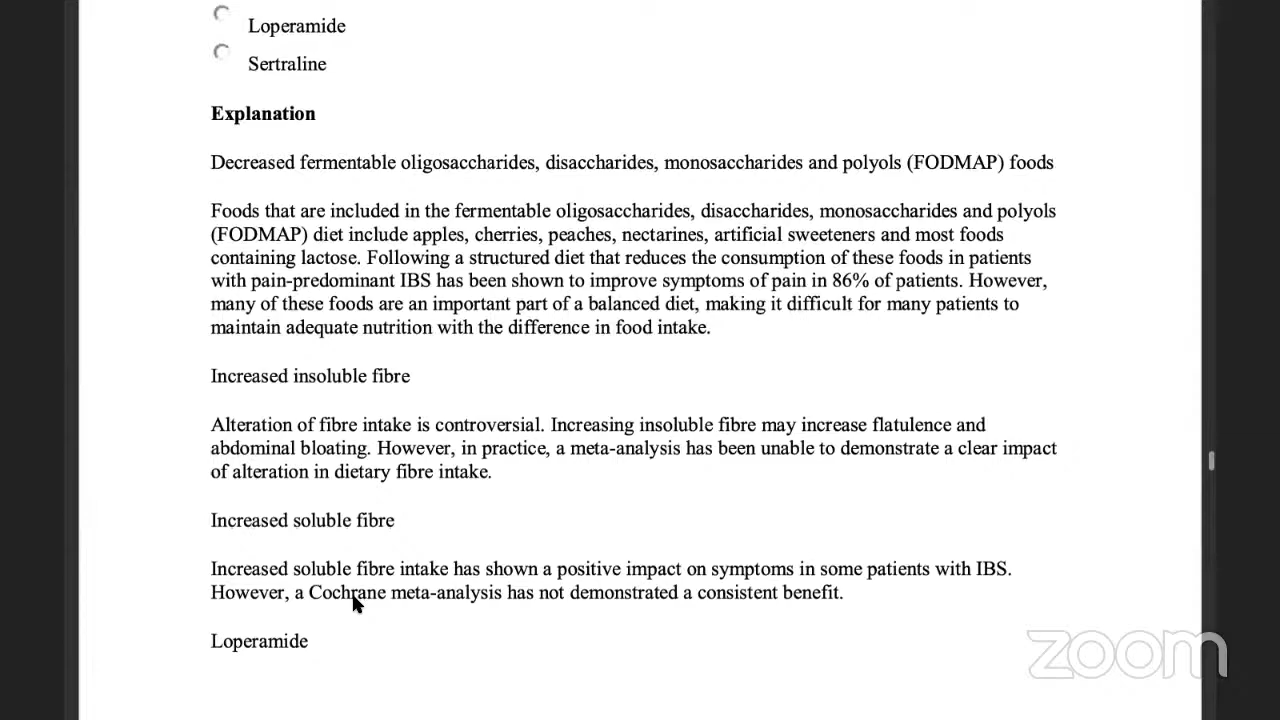 Loperamide
Sertraline
Explanation
Decreased fermentable oligosaccharides, disaccharides, monosaccharides and polyols (FODMAP) foods
Foods that are included in the fermentable oligosaccharides, disaccharides, monosaccharides and polyols
(FODMAP) diet include apples, cherries, peaches, nectarines, artificial sweeteners and most foods
containing lactose. Following a structured diet that reduces the consumption of these foods in patients
with pain-predominant IBS has been shown to improve symptoms of pain in 86% of patients. However,
many of these foods are an important part of a balanced diet, making it difficult for many patients to
maintain adequate nutrition with the difference in food intake.
Increased insoluble fibre
Alteration of fibre intake is controversial. Increasing insoluble fibre may increase flatulence and
abdominal bloating. However, in practice, a meta-analysis has been unable to demonstrate a clear impact
of alteration in dietary fibre intake.
Increased soluble fibre
Increased soluble fibre intake has shown a positive impact on symptoms in some patients with IBS.
However, a Cochrane meta-analysis has not demonstrated a consistent benefit.
Loperamide
zoom